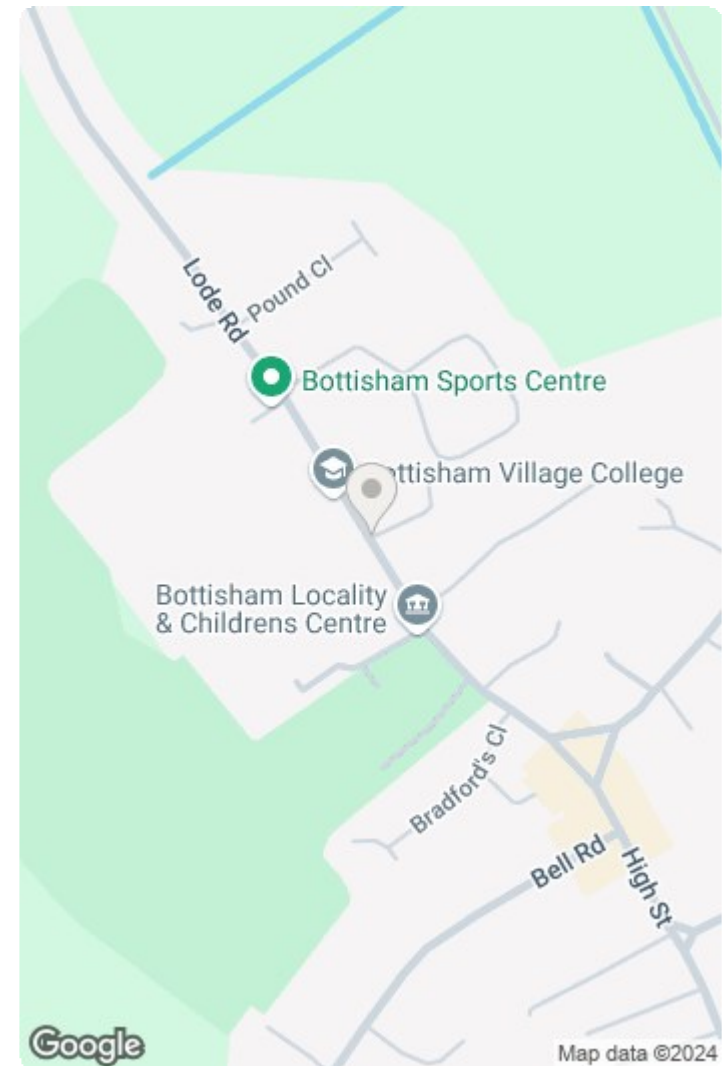 Lode Rd
Pound Cl
Bottisham Sports Centre
ottisham Village College
Bottisham Locality
& Childrens Centre
Bradford's Cl
Bell Rd
High St
Google
Map data ©2024